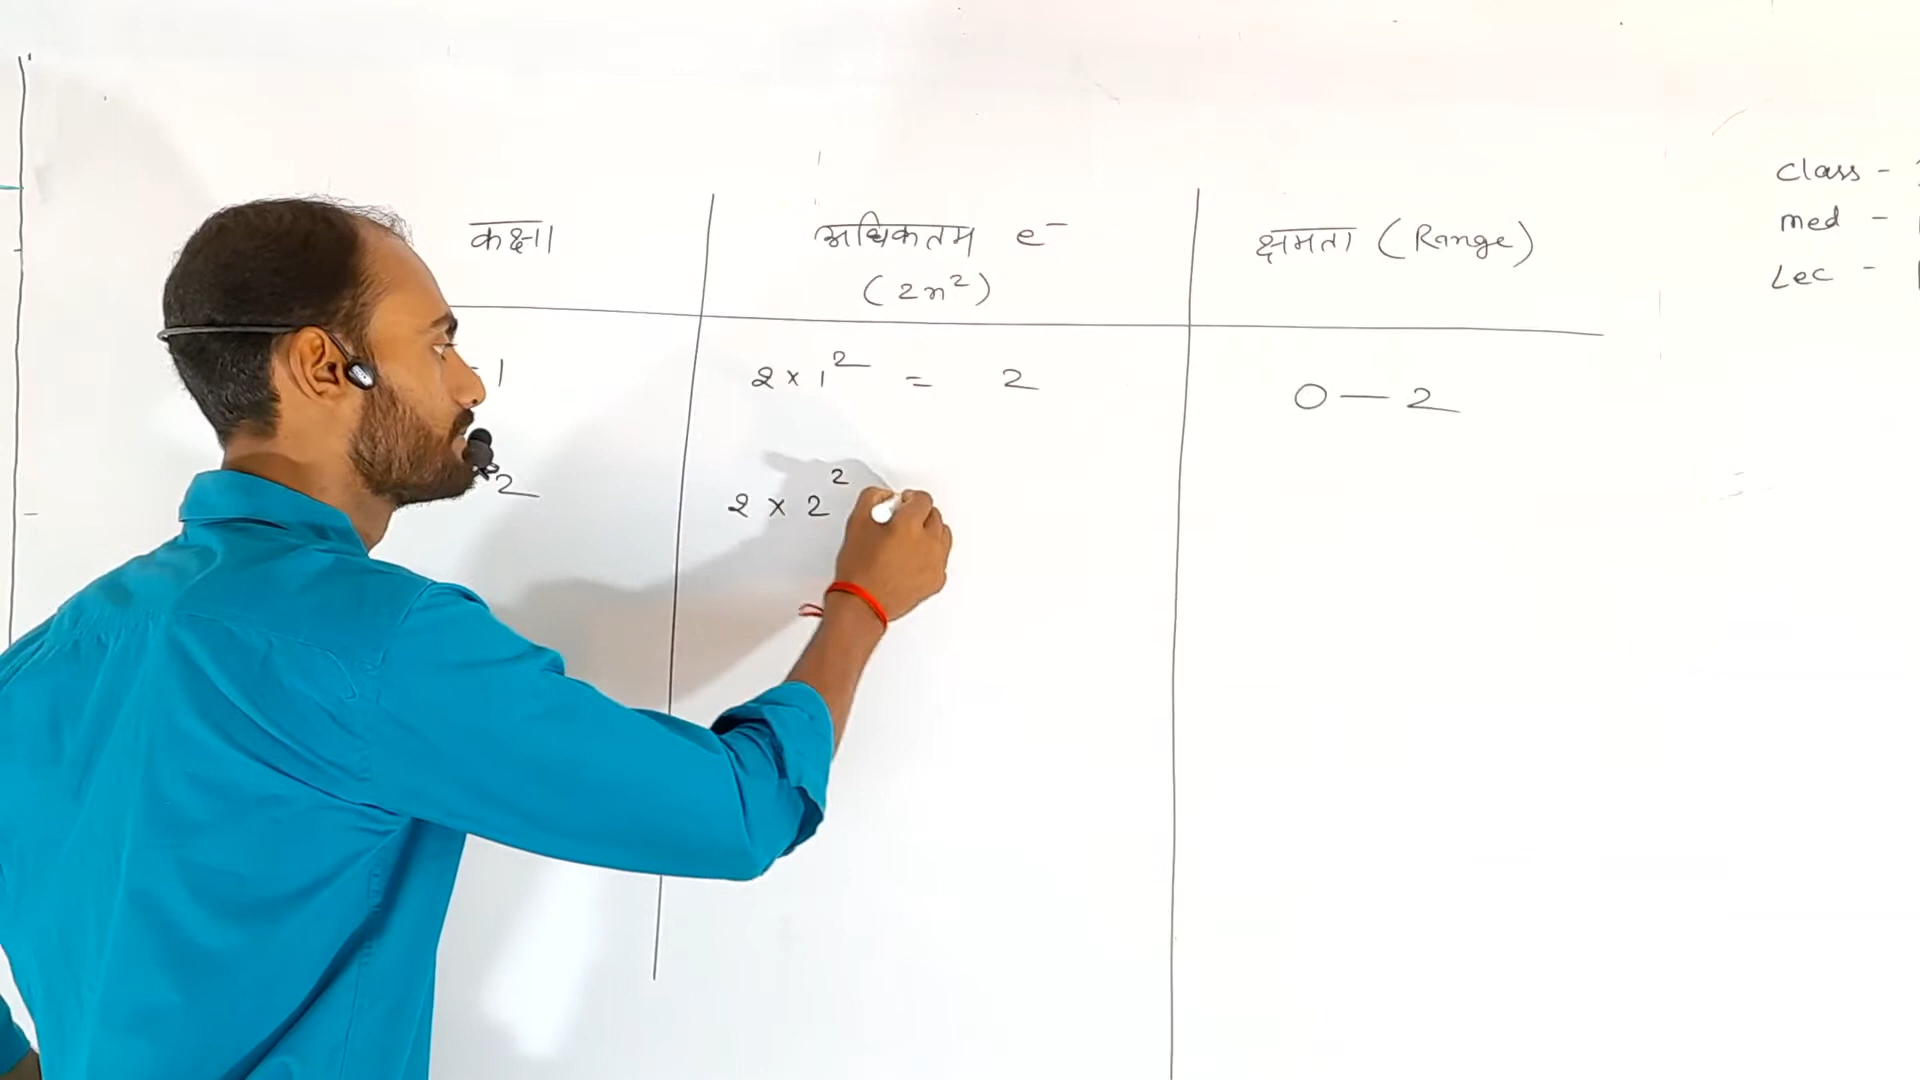 कक्षा अधिकतम e⁻ क्षमता (Range)
(2n²)
- 1 2 × 1² = 2 0 — 2
2 2 × 2²
Class -
med -
Lec -